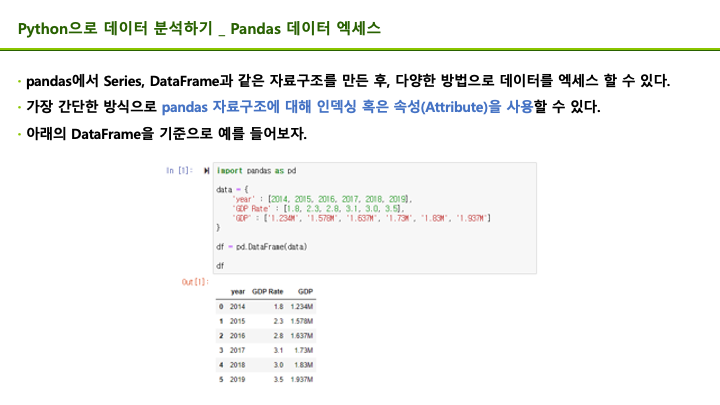 Python으로 데이터 분석하기 _ Pandas 데이터 엑세스
· pandas에서 Series, DataFrame과 같은 자료구조를 만든 후, 다양한 방법으로 데이터를 엑세스 할 수 있다.
· 가장 간단한 방식으로 pandas 자료구조에 대해 인덱싱 혹은 속성(Attribute)을 사용할 수 있다.
· 아래의 DataFrame을 기준으로 예를 들어보자.
In [1]:
import pandas as pd
data = {
'year' : [2014, 2015, 2016, 2017, 2018, 2019],
'GDP Rate' : [1.8, 2.3, 2.8, 3.1, 3.0, 3.5],
'GDP' : ['1.234M', '1.578M', '1.637M', '1.73M', '1.83M', '1.937M']
}
df = pd.DataFrame(data)
df
Out[1]:
year GDP Rate GDP
0 2014 1.8 1.234M
1 2015 2.3 1.578M
2 2016 2.8 1.637M
3 2017 3.1 1.73M
4 2018 3.0 1.83M
5 2019 3.5 1.937M